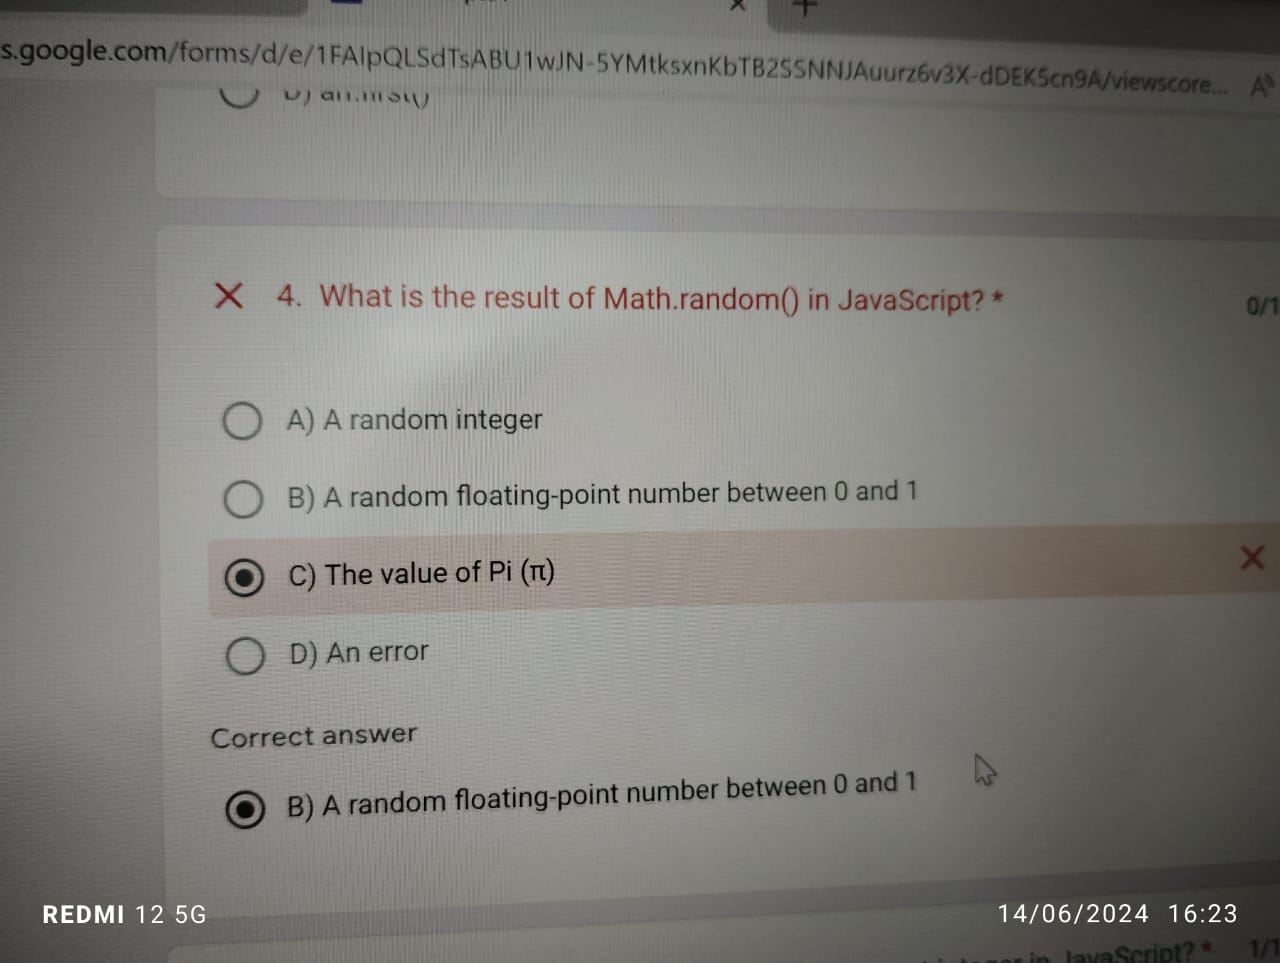 s.google.com/forms/d/e/1FAIpQLSdTsABU1wJN-5YMtksxnKbTB2SSNNJAuurz6v3X-dDEK5cn9A/viewscore...
4. What is the result of Math.random() in JavaScript? *
0/1
A) A random integer
B) A random floating-point number between 0 and 1
C) The value of Pi (π)
D) An error
Correct answer
B) A random floating-point number between 0 and 1
REDMI 12 5G
14/06/2024 16:23
in JavaScript? *
1/1